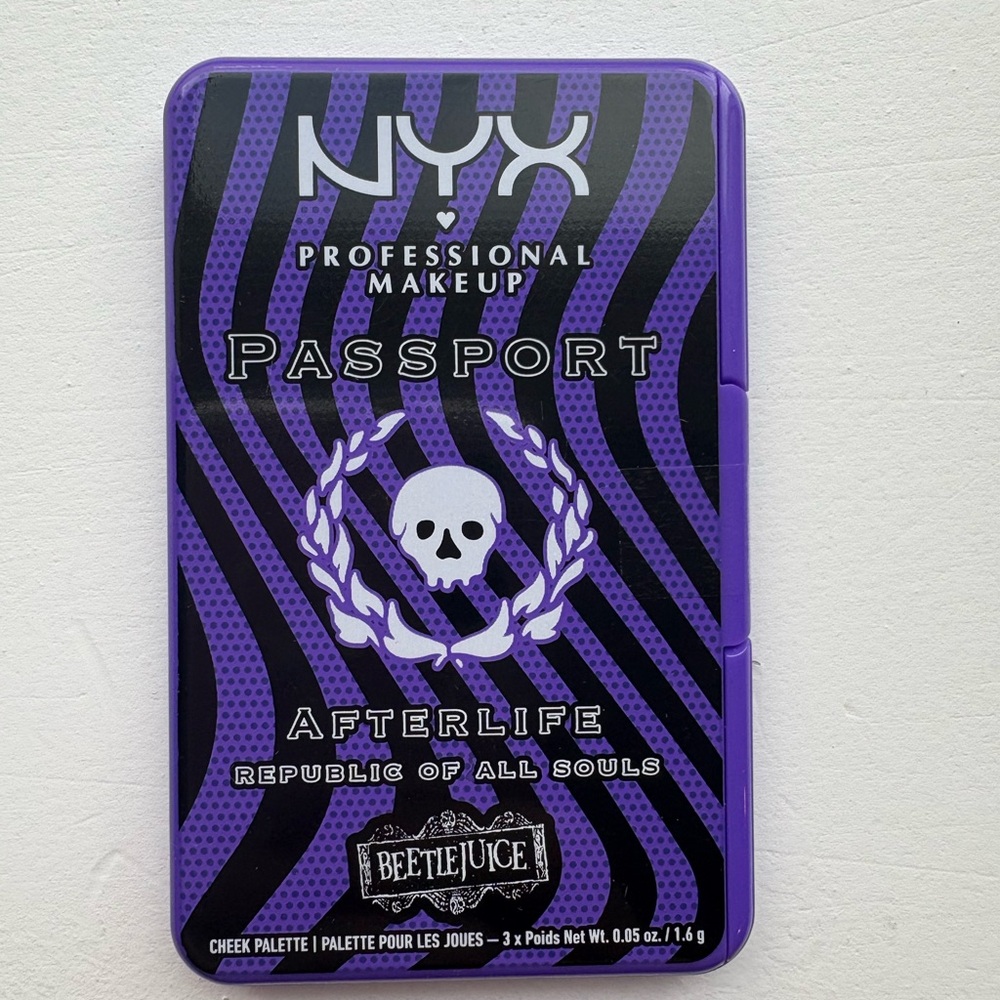 NYX
PROFESSIONAL
MAKEUP
PASSPORT
AFTERLIFE
REPUBLIC OF ALL SOULS
BEETLEJUICE
CHEEK PALETTE | PALETTE POUR LES JOUES — 3 x Poids Net Wt. 0.05 oz. / 1.6 g